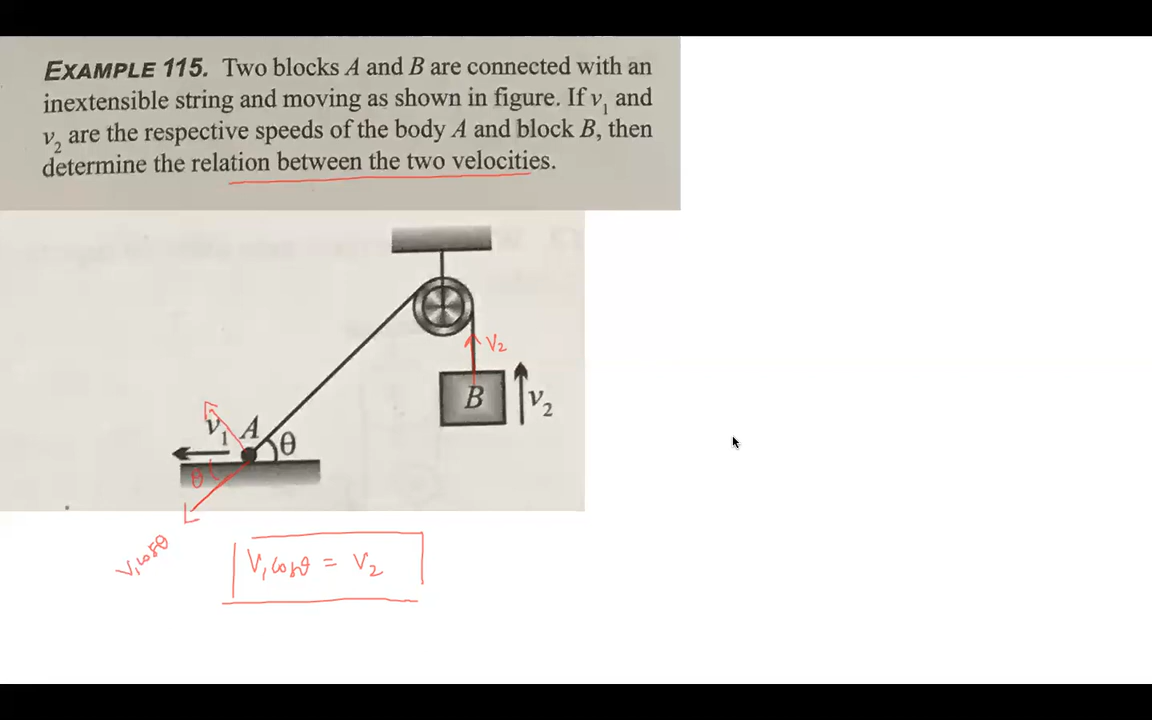 EXAMPLE 115. Two blocks A and B are connected with an
inextensible string and moving as shown in figure. If v₁ and
v₂ are the respective speeds of the body A and block B, then
determine the relation between the two velocities.
V₂
B
v₂
v₁ A
θ
θ
V₁cosθ
V₁cosθ = V₂